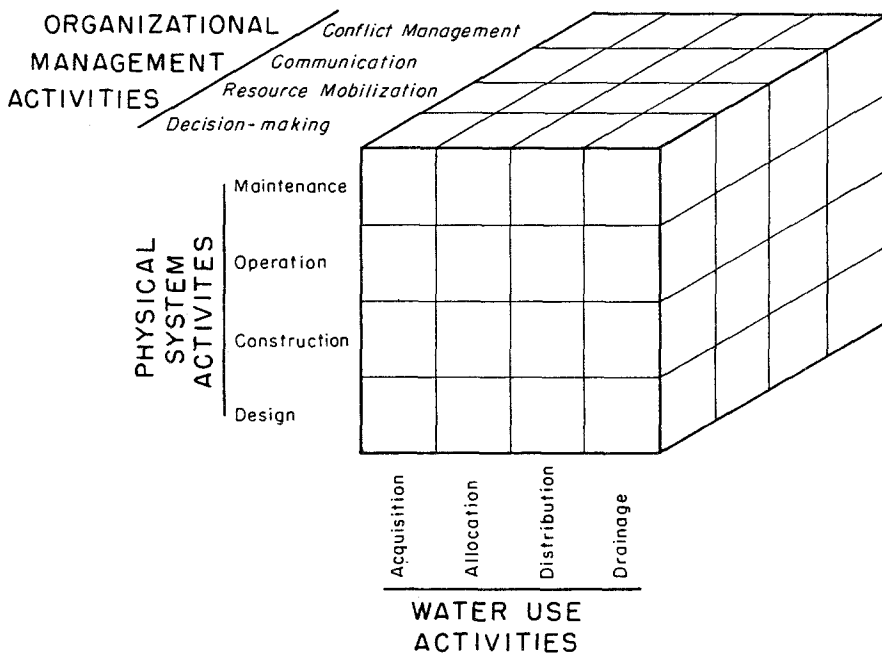 ORGANIZATIONAL
MANAGEMENT
ACTIVITIES
Conflict Management
Communication
Resource Mobilization
Decision-making
PHYSICAL
SYSTEM
ACTIVITES
Maintenance
Operation
Construction
Design
Acquisition
Allocation
Distribution
Drainage
WATER USE
ACTIVITIES